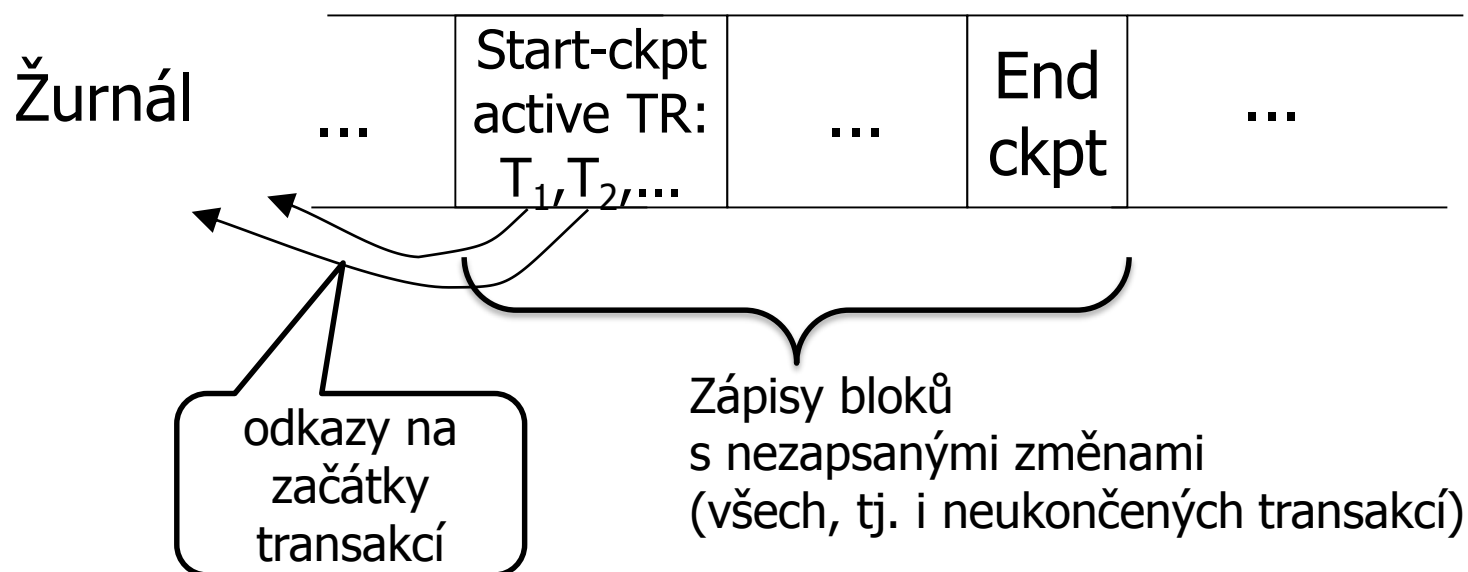 Žurnál
...
Start-ckpt
active TR:
T₁,T₂,...
...
End
ckpt
...
odkazy na
začátky
transakcí
Zápisy bloků
s nezapsanými změnami
(všech, tj. i neukončených transakcí)